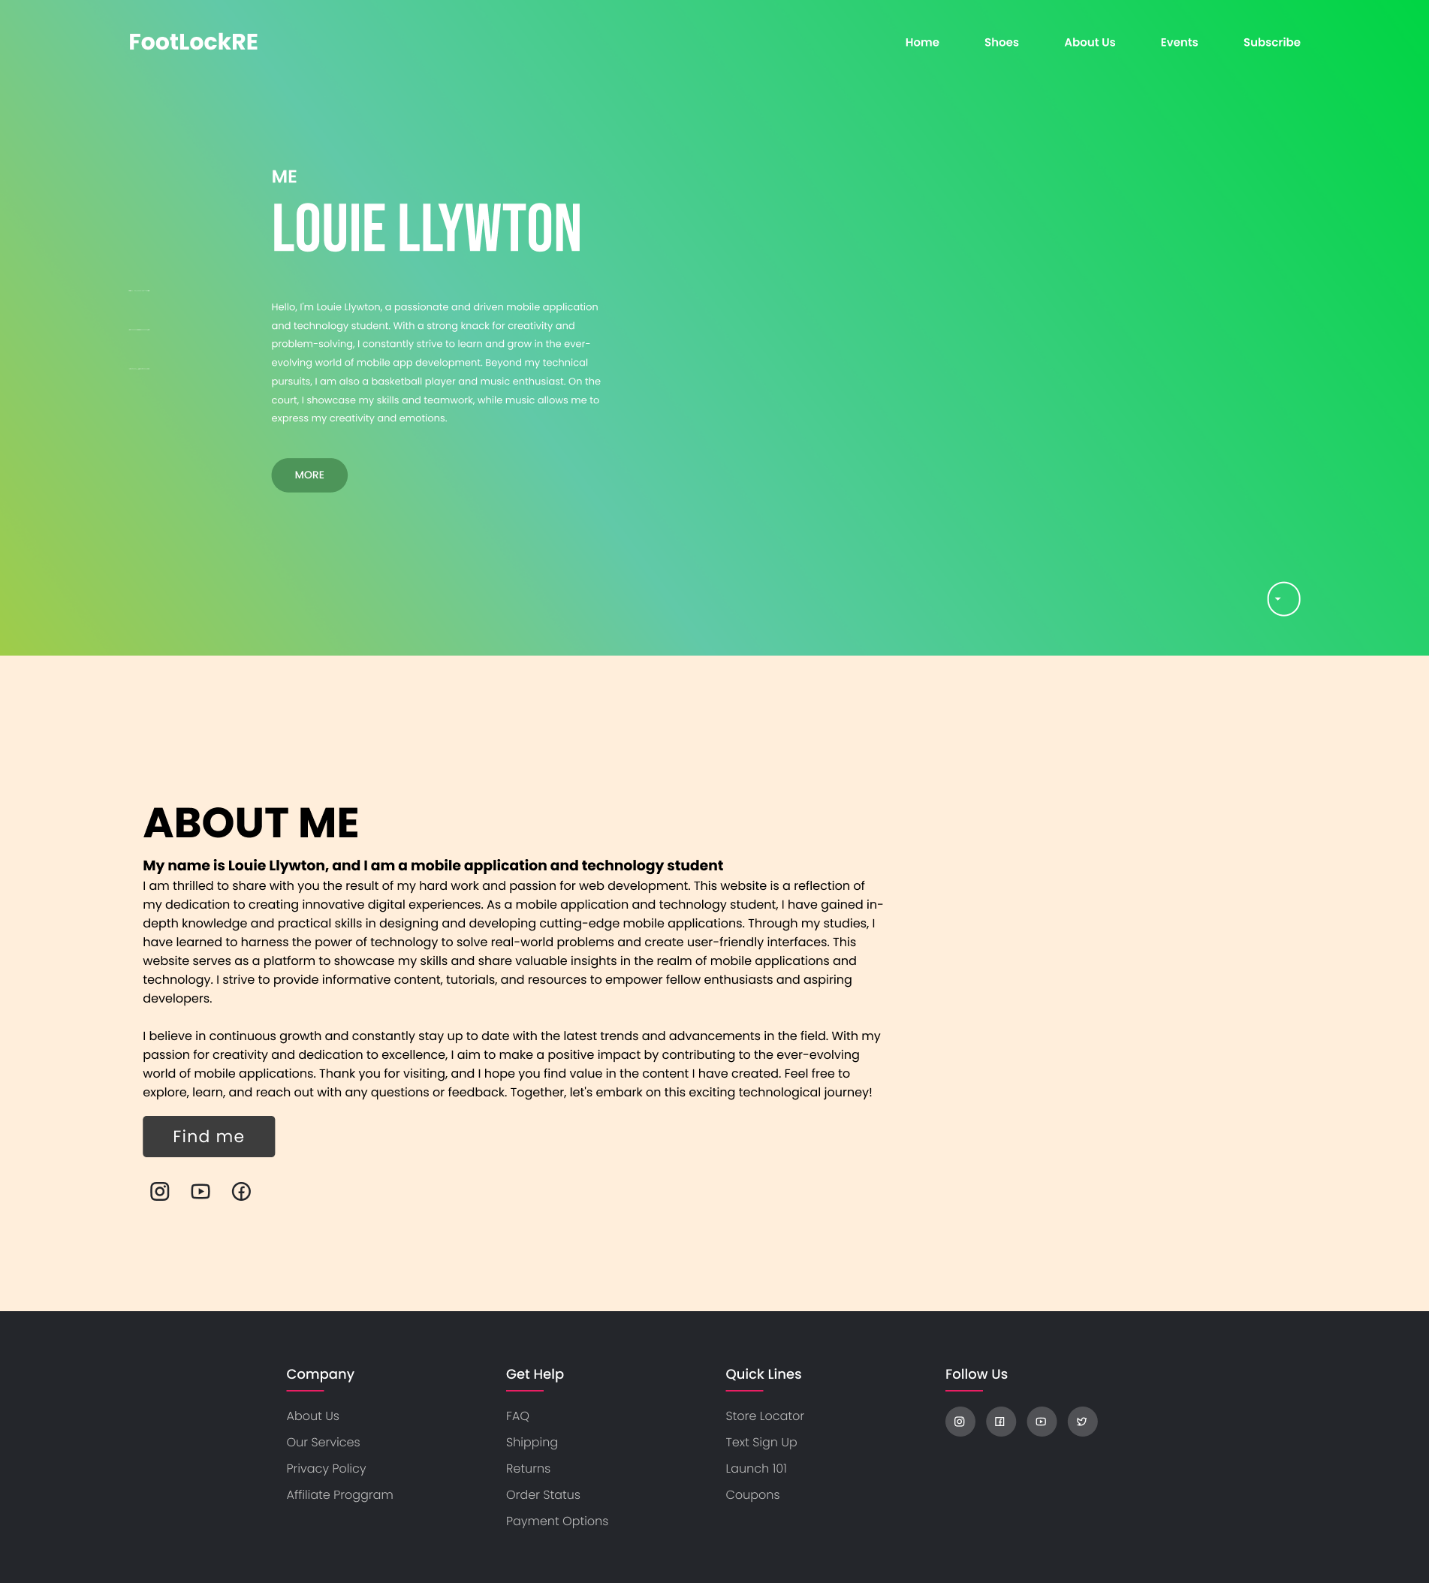 FootLockRE
Home Shoes About Us Events Subscribe
ME
LOUIE LLYWTON
Hello, I'm Louie Llywton, a passionate and driven mobile application
and technology student. With a strong knack for creativity and
problem-solving, I constantly strive to learn and grow in the ever-
evolving world of mobile app development. Beyond my technical
pursuits, I am also a basketball player and music enthusiast. On the
court, I showcase my skills and teamwork, while music allows me to
express my creativity and emotions.
MORE
ABOUT ME
My name is Louie Llywton, and I am a mobile application and technology student
I am thrilled to share with you the result of my hard work and passion for web development. This website is a reflection of
my dedication to creating innovative digital experiences. As a mobile application and technology student, I have gained in-
depth knowledge and practical skills in designing and developing cutting-edge mobile applications. Through my studies, I
have learned to harness the power of technology to solve real-world problems and create user-friendly interfaces. This
website serves as a platform to showcase my skills and share valuable insights in the realm of mobile applications and
technology. I strive to provide informative content, tutorials, and resources to empower fellow enthusiasts and aspiring
developers.
I believe in continuous growth and constantly stay up to date with the latest trends and advancements in the field. With my
passion for creativity and dedication to excellence, I aim to make a positive impact by contributing to the ever-evolving
world of mobile applications. Thank you for visiting, and I hope you find value in the content I have created. Feel free to
explore, learn, and reach out with any questions or feedback. Together, let's embark on this exciting technological journey!
Find me
Company
About Us
Our Services
Privacy Policy
Affiliate Proggram
Get Help
FAQ
Shipping
Returns
Order Status
Payment Options
Quick Lines
Store Locator
Text Sign Up
Launch 101
Coupons
Follow Us